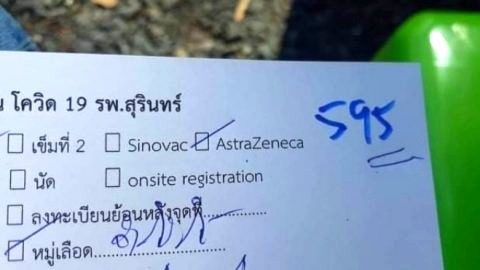 น โควิด 19 รพ.สุรินทร์
595
เข็มที่ 2 Sinovac AstraZeneca
นัด onsite registration
ลงทะเบียนย้อนหลังจุดที่
หมู่เลือด